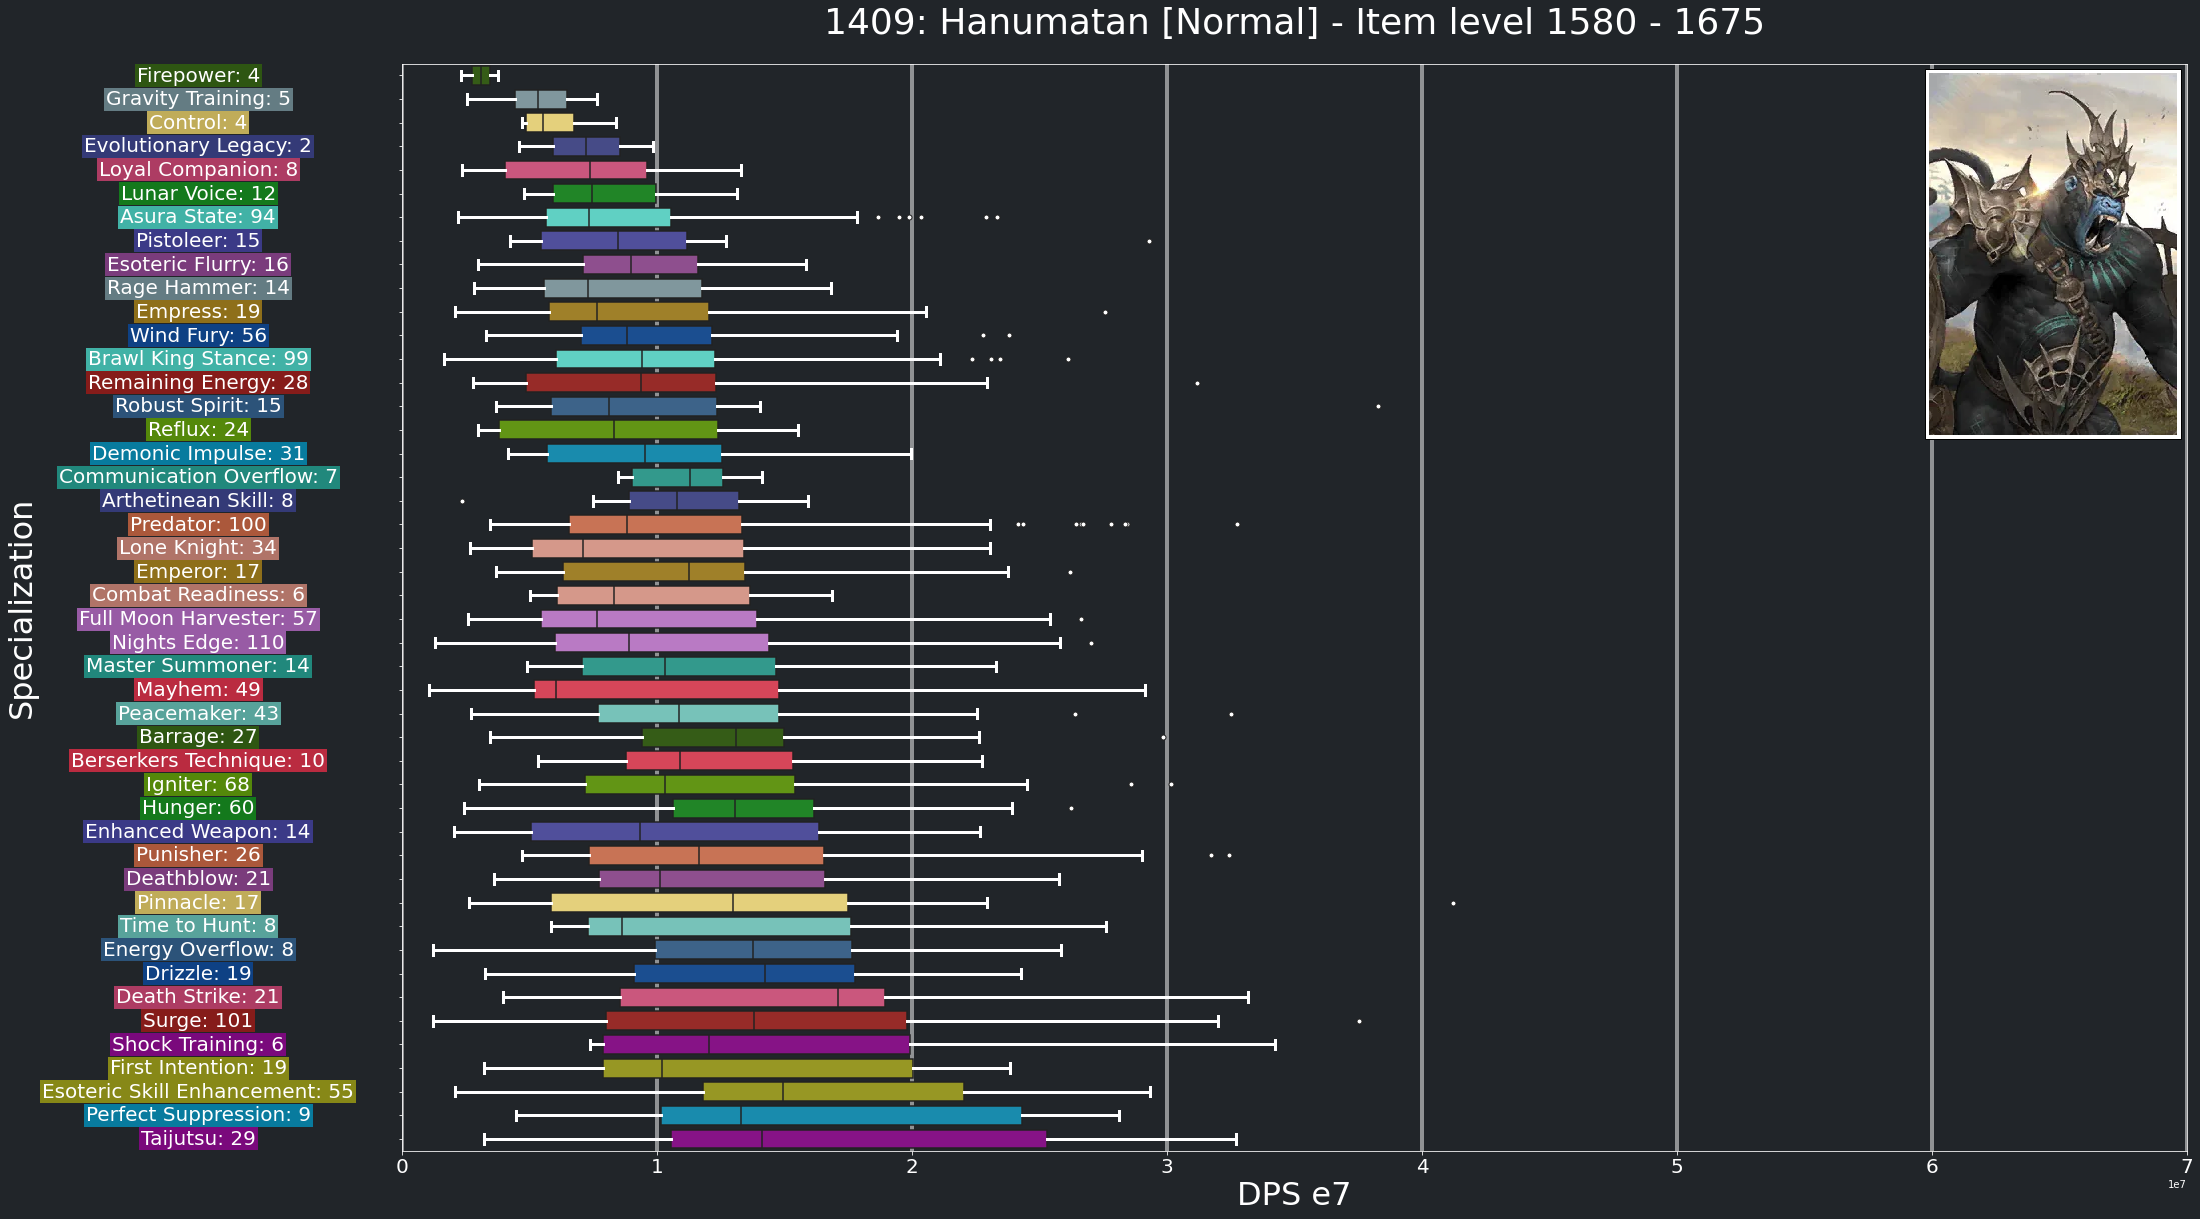 1409: Hanumatan [Normal] - Item level 1580 - 1675
Specialization
Firepower: 4
Gravity Training: 5
Control: 4
Evolutionary Legacy: 2
Loyal Companion: 8
Lunar Voice: 12
Asura State: 94
Pistoleer: 15
Esoteric Flurry: 16
Rage Hammer: 14
Empress: 19
Wind Fury: 56
Brawl King Stance: 99
Remaining Energy: 28
Robust Spirit: 15
Reflux: 24
Demonic Impulse: 31
Communication Overflow: 7
Arthetinean Skill: 8
Predator: 100
Lone Knight: 34
Emperor: 17
Combat Readiness: 6
Full Moon Harvester: 57
Nights Edge: 110
Master Summoner: 14
Mayhem: 49
Peacemaker: 43
Barrage: 27
Berserkers Technique: 10
Igniter: 68
Hunger: 60
Enhanced Weapon: 14
Punisher: 26
Deathblow: 21
Pinnacle: 17
Time to Hunt: 8
Energy Overflow: 8
Drizzle: 19
Death Strike: 21
Surge: 101
Shock Training: 6
First Intention: 19
Esoteric Skill Enhancement: 55
Perfect Suppression: 9
Taijutsu: 29
0 1 2 3 4 5 6 7
1e7
DPS e7